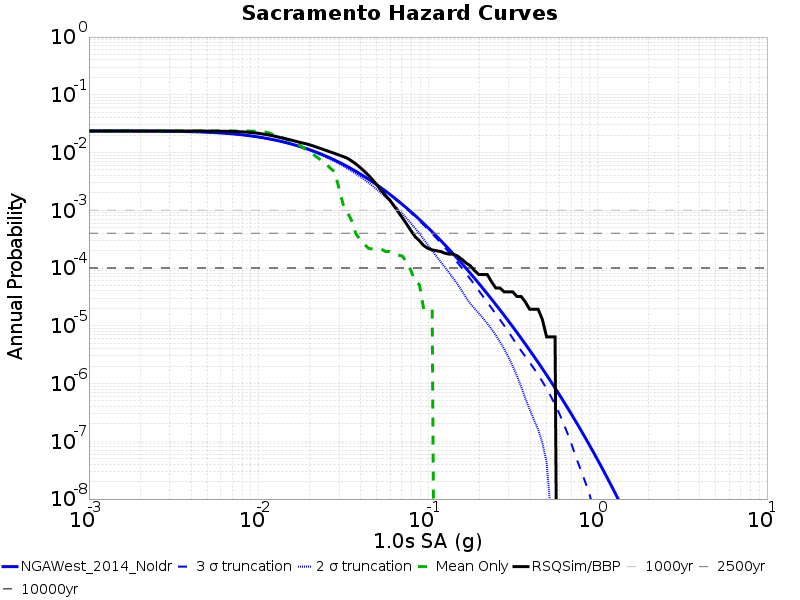 Sacramento Hazard Curves
10^0
10^-1
10^-2
10^-3
10^-4
10^-5
10^-6
10^-7
10^-8
Annual Probability
10^-3 10^-2 10^-1 10^0 10^1
1.0s SA (g)
NGAWest_2014_NoIdr 3 σ truncation 2 σ truncation Mean Only RSQSim/BBP 1000yr 2500yr
10000yr